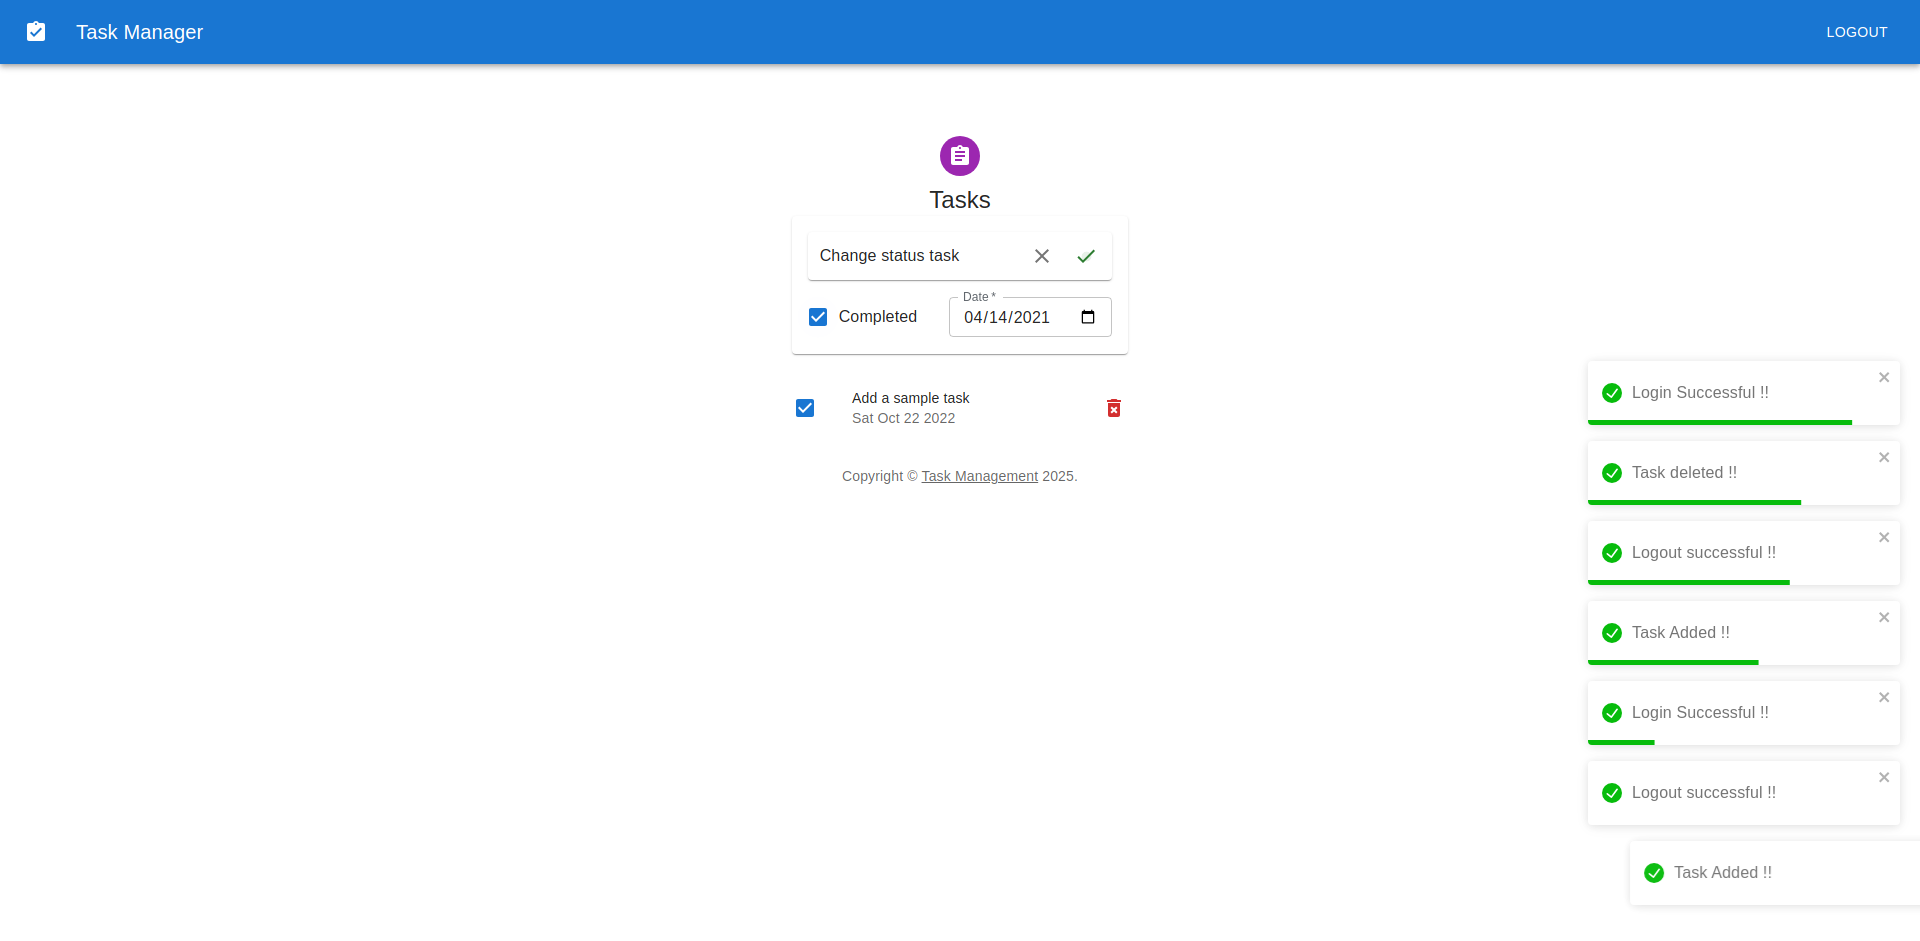 Task Manager
LOGOUT
Tasks
Change status task
Completed
Date *
04/14/2021
Add a sample task
Sat Oct 22 2022
Copyright © Task Management 2025.
Login Successful !!
Task deleted !!
Logout successful !!
Task Added !!
Login Successful !!
Logout successful !!
Task Added !!